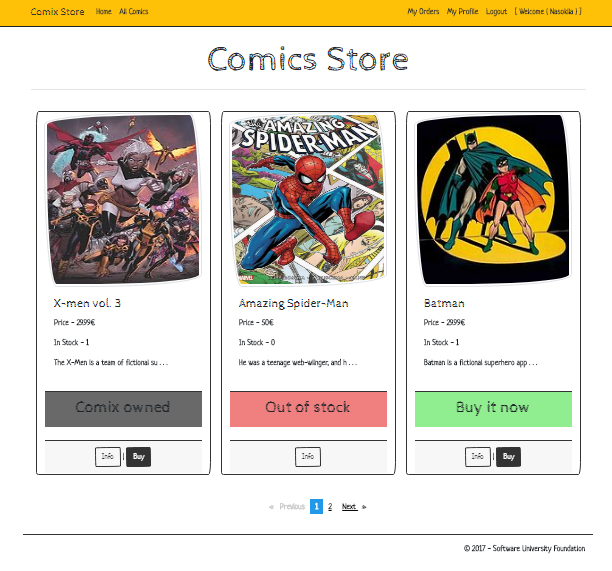 Comix Store Home All Comics My Orders My Profile Logout [ Welcome ( Nasokila ) ]
Comics Store
THE AMAZING
SPIDER-MAN
MARVEL
X-men vol. 3
Price - 29.99€
In Stock - 1
The X-Men is a team of fictional su . . .
Comix owned
Info | Buy
Amazing Spider-Man
Price - 50€
In Stock - 0
He was a teenage web-winger, and h . . .
Out of stock
Info
Batman
Price - 29.99€
In Stock - 1
Batman is a fictional superhero app . . .
Buy it now
Info | Buy
« Previous 1 2 Next »
© 2017 - Software University Foundation